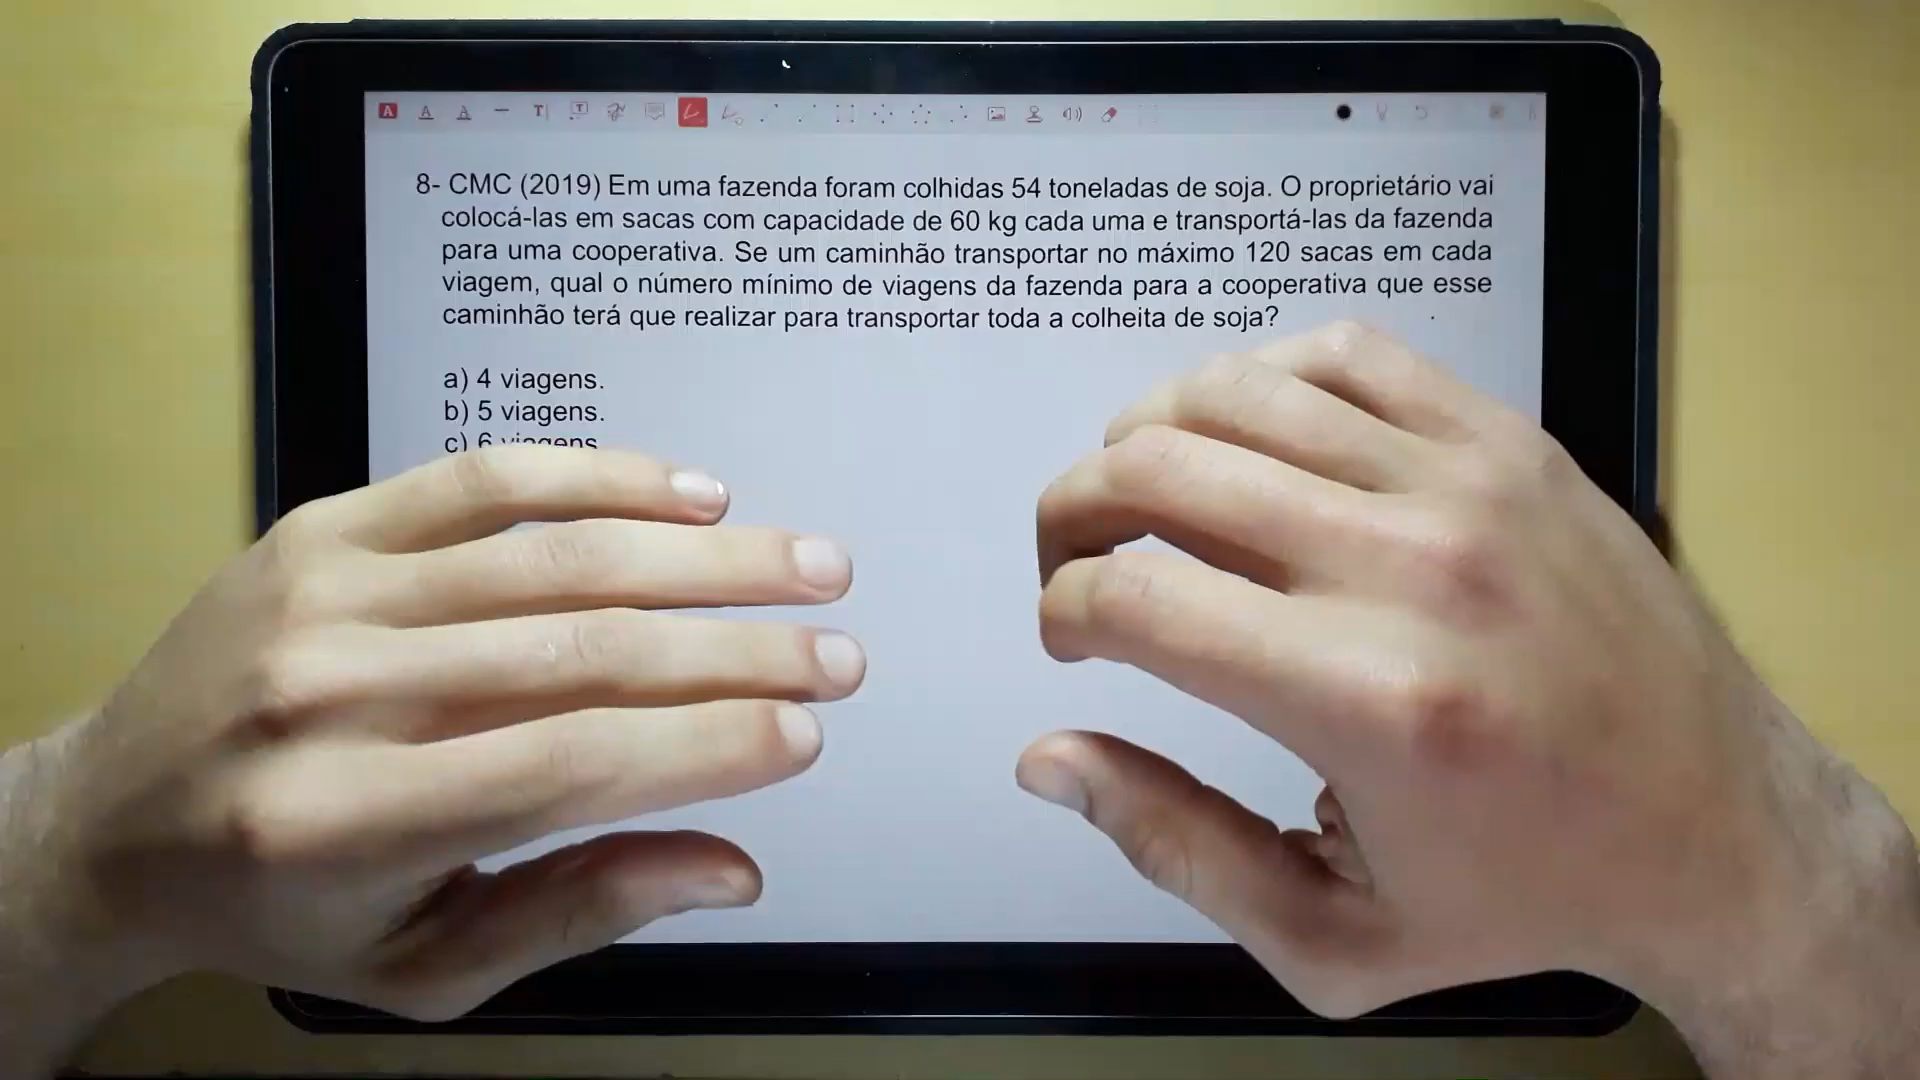 8- CMC (2019) Em uma fazenda foram colhidas 54 toneladas de soja. O proprietário vai
colocá-las em sacas com capacidade de 60 kg cada uma e transportá-las da fazenda
para uma cooperativa. Se um caminhão transportar no máximo 120 sacas em cada
viagem, qual o número mínimo de viagens da fazenda para a cooperativa que esse
caminhão terá que realizar para transportar toda a colheita de soja?
a) 4 viagens.
b) 5 viagens.
c) 6 viagens